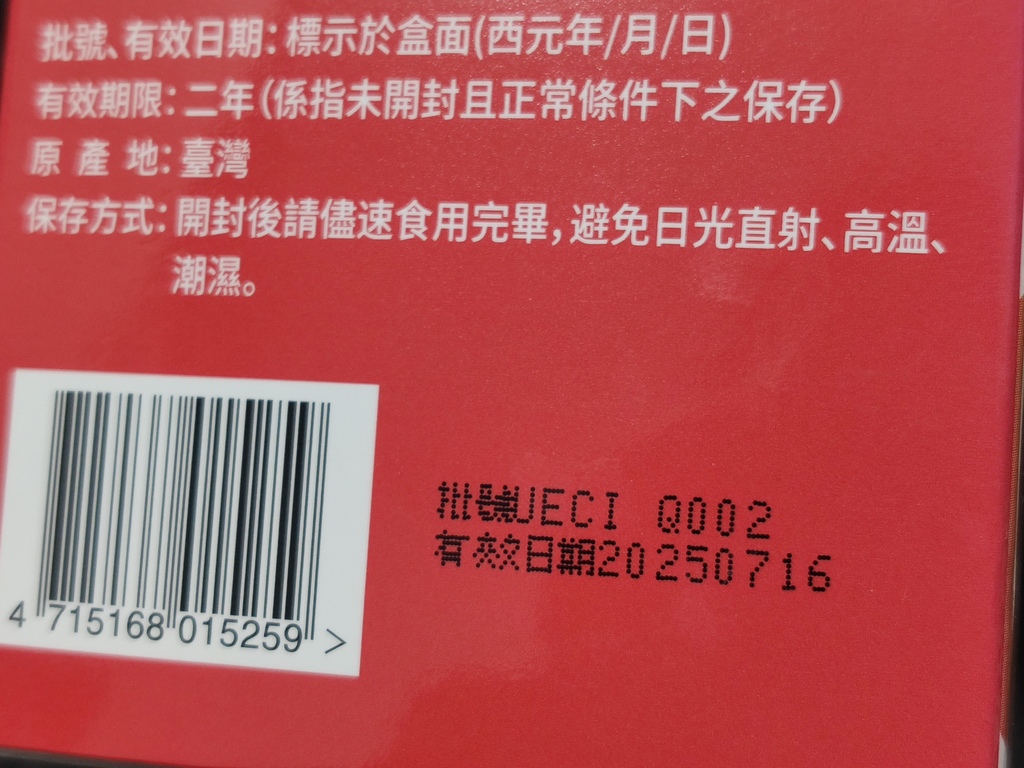 批號、有效日期：標示於盒面(西元年/月/日)
有效期限：二年（係指未開封且正常條件下之保存）
原產地：臺灣
保存方式：開封後請儘速食用完畢，避免日光直射、高溫、
潮濕。
批號JECI Q002
有效日期20250716
4 715168 015259 >